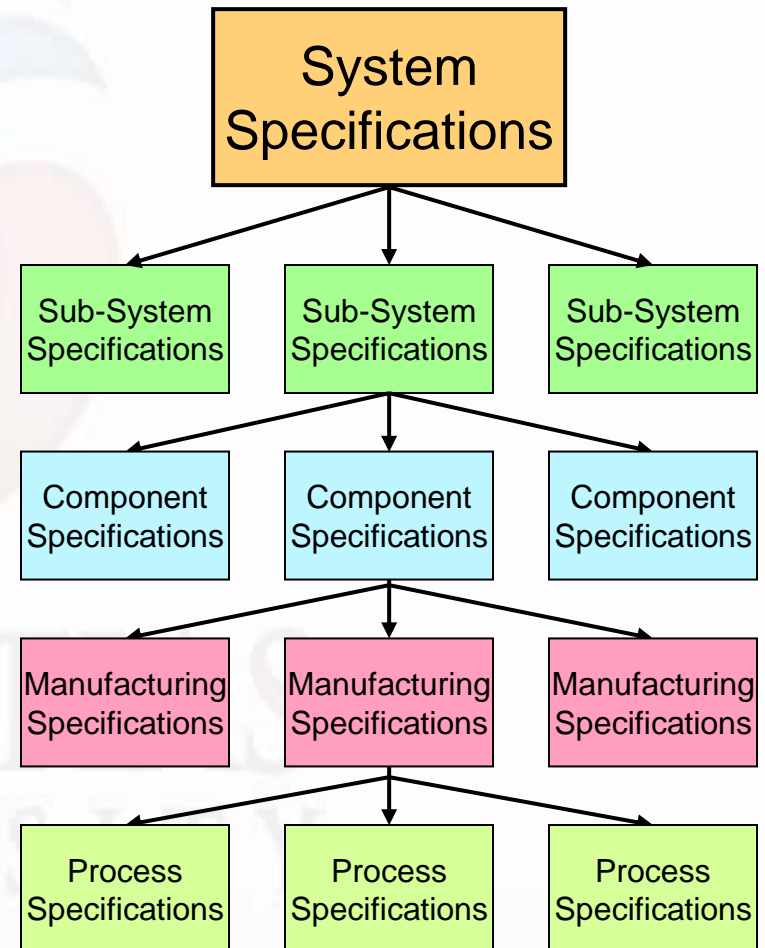 System
Specifications
Sub-System
Specifications
Sub-System
Specifications
Sub-System
Specifications
Component
Specifications
Component
Specifications
Component
Specifications
Manufacturing
Specifications
Manufacturing
Specifications
Manufacturing
Specifications
Process
Specifications
Process
Specifications
Process
Specifications